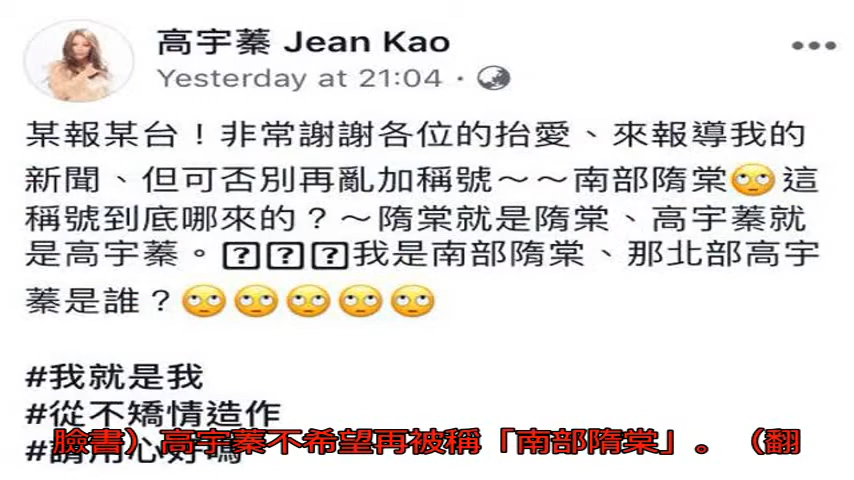 高宇蓁 Jean Kao
Yesterday at 21:04
某報某台！非常謝謝各位的抬愛、來報導我的
新聞、但可否別再亂加稱號～～南部隋棠🙄這
稱號到底哪來的？～隋棠就是隋棠、高宇蓁就
是高宇蓁。我是南部隋棠、那北部高宇
蓁是誰？🙄🙄🙄🙄🙄
#我就是我
#從不矯情造作
#請用心好嗎
臉書）高宇蓁不希望再被稱「南部隋棠」。（翻